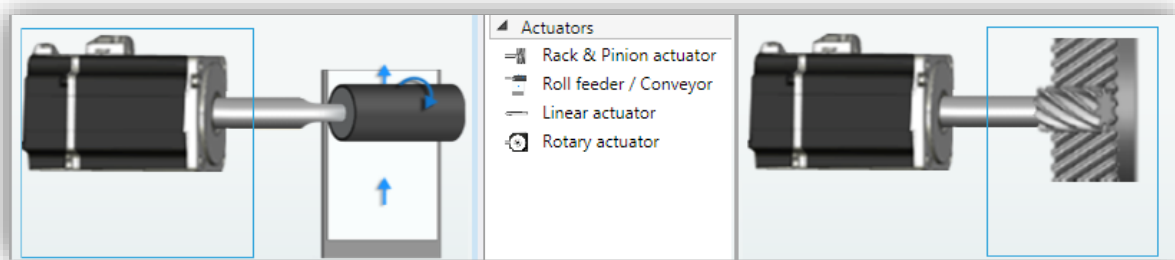 Actuators
Rack & Pinion actuator
Roll feeder / Conveyor
Linear actuator
Rotary actuator